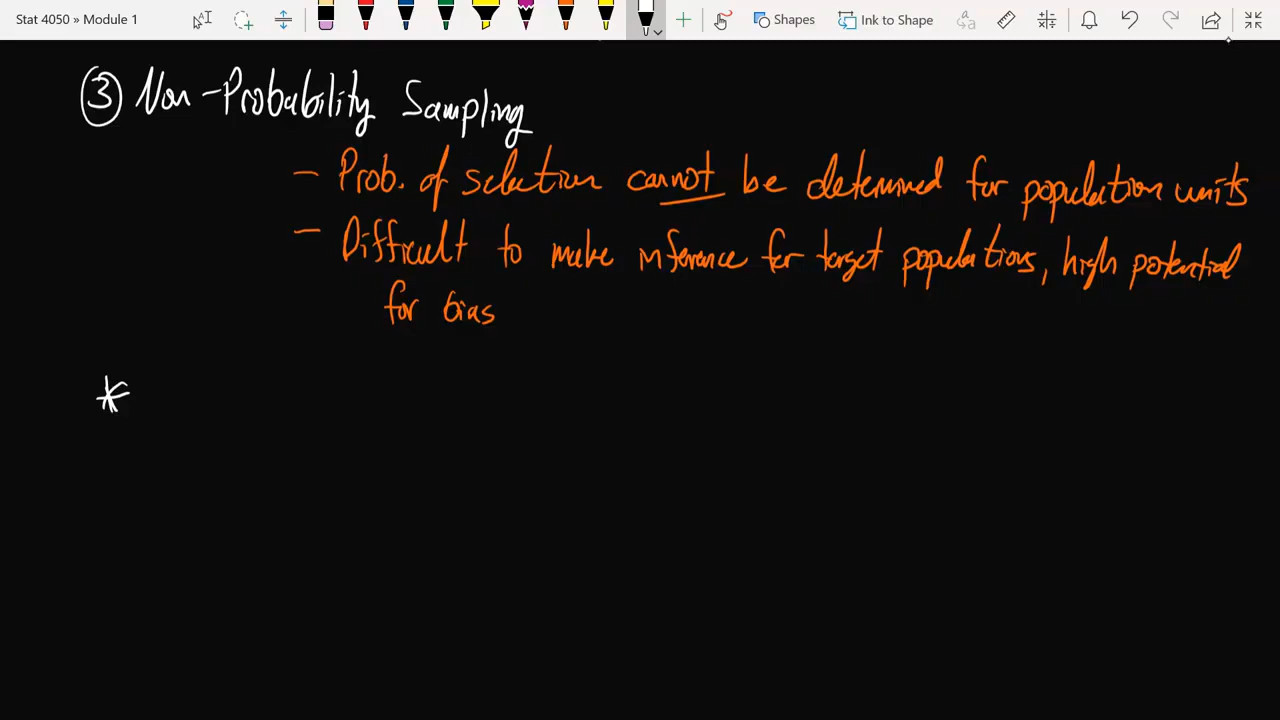 Stat 4050 » Module 1
Shapes
Ink to Shape
③ Non-Probability Sampling
– Prob. of selection cannot be determined for population units
– Difficult to make inference for target populations, high potential
for bias
*